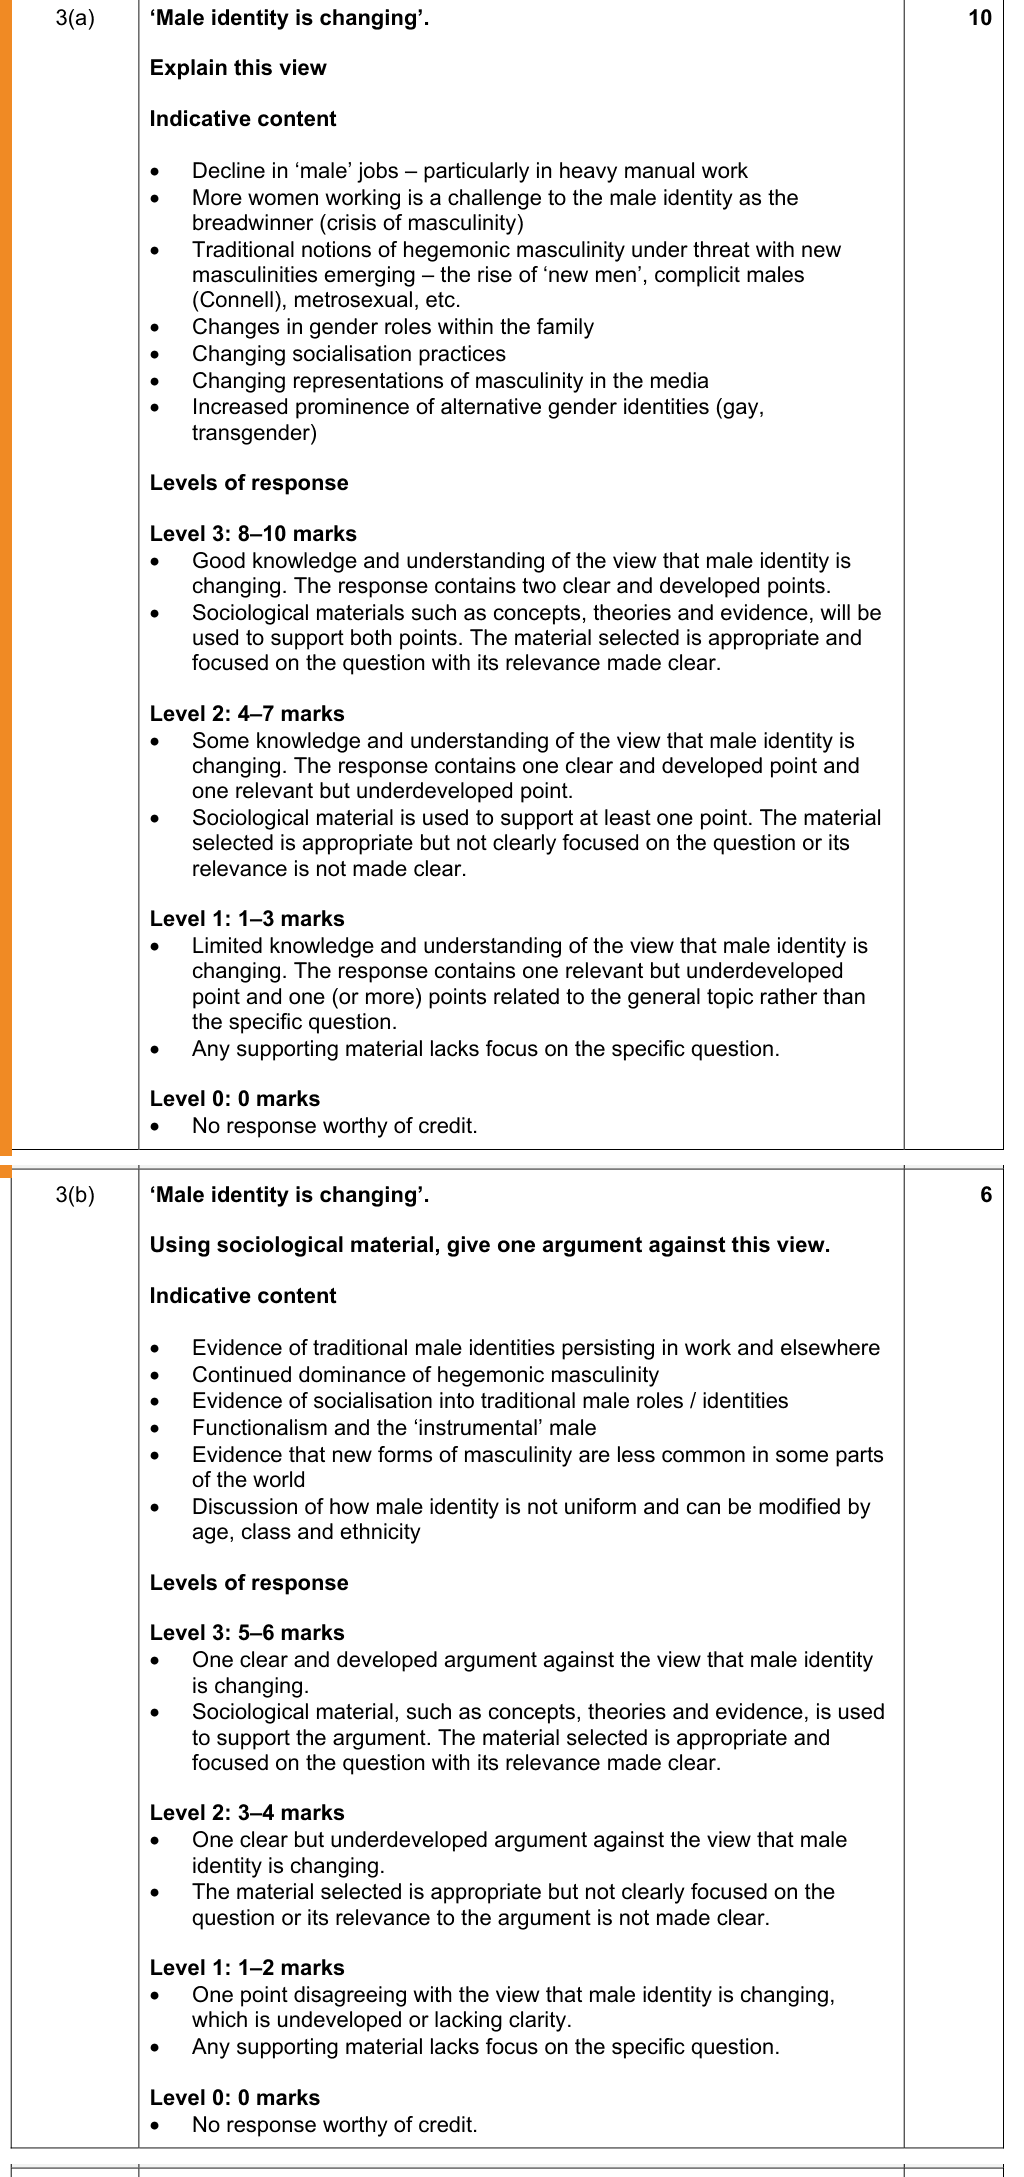 3(a) ‘Male identity is changing’. 10
Explain this view
Indicative content
• Decline in ‘male’ jobs – particularly in heavy manual work
• More women working is a challenge to the male identity as the
breadwinner (crisis of masculinity)
• Traditional notions of hegemonic masculinity under threat with new
masculinities emerging – the rise of ‘new men’, complicit males
(Connell), metrosexual, etc.
• Changes in gender roles within the family
• Changing socialisation practices
• Changing representations of masculinity in the media
• Increased prominence of alternative gender identities (gay,
transgender)
Levels of response
Level 3: 8–10 marks
• Good knowledge and understanding of the view that male identity is
changing. The response contains two clear and developed points.
• Sociological materials such as concepts, theories and evidence, will be
used to support both points. The material selected is appropriate and
focused on the question with its relevance made clear.
Level 2: 4–7 marks
• Some knowledge and understanding of the view that male identity is
changing. The response contains one clear and developed point and
one relevant but underdeveloped point.
• Sociological material is used to support at least one point. The material
selected is appropriate but not clearly focused on the question or its
relevance is not made clear.
Level 1: 1–3 marks
• Limited knowledge and understanding of the view that male identity is
changing. The response contains one relevant but underdeveloped
point and one (or more) points related to the general topic rather than
the specific question.
• Any supporting material lacks focus on the specific question.
Level 0: 0 marks
• No response worthy of credit.
3(b) ‘Male identity is changing’. 6
Using sociological material, give one argument against this view.
Indicative content
• Evidence of traditional male identities persisting in work and elsewhere
• Continued dominance of hegemonic masculinity
• Evidence of socialisation into traditional male roles / identities
• Functionalism and the ‘instrumental’ male
• Evidence that new forms of masculinity are less common in some parts
of the world
• Discussion of how male identity is not uniform and can be modified by
age, class and ethnicity
Levels of response
Level 3: 5–6 marks
• One clear and developed argument against the view that male identity
is changing.
• Sociological material, such as concepts, theories and evidence, is used
to support the argument. The material selected is appropriate and
focused on the question with its relevance made clear.
Level 2: 3–4 marks
• One clear but underdeveloped argument against the view that male
identity is changing.
• The material selected is appropriate but not clearly focused on the
question or its relevance to the argument is not made clear.
Level 1: 1–2 marks
• One point disagreeing with the view that male identity is changing,
which is undeveloped or lacking clarity.
• Any supporting material lacks focus on the specific question.
Level 0: 0 marks
• No response worthy of credit.